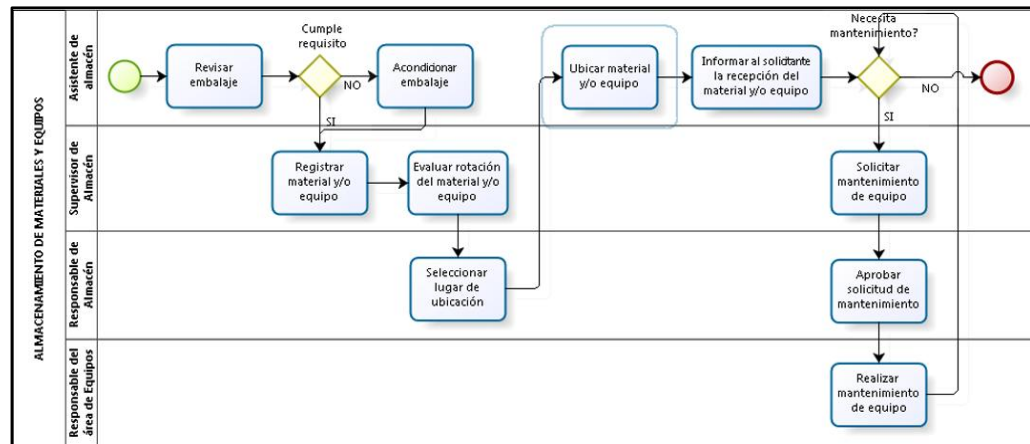 ALMACENAMIENTO DE MATERIALES Y EQUIPOS
Asistente de
almacén
Revisar
embalaje
Cumple
requisito
NO
SI
Acondicionar
embalaje
Ubicar material
y/o equipo
Informar al solicitante
la recepción del
material y/o equipo
Necesita
mantenimiento?
NO
SI
Supervisor de
Almacén
Registrar
material y/o
equipo
Evaluar rotación
del material y/o
equipo
Solicitar
mantenimiento
de equipo
Responsable de
Almacén
Seleccionar
lugar de
ubicación
Aprobar
solicitud de
mantenimiento
Responsable del
área de Equipos
Realizar
mantenimiento
de equipo